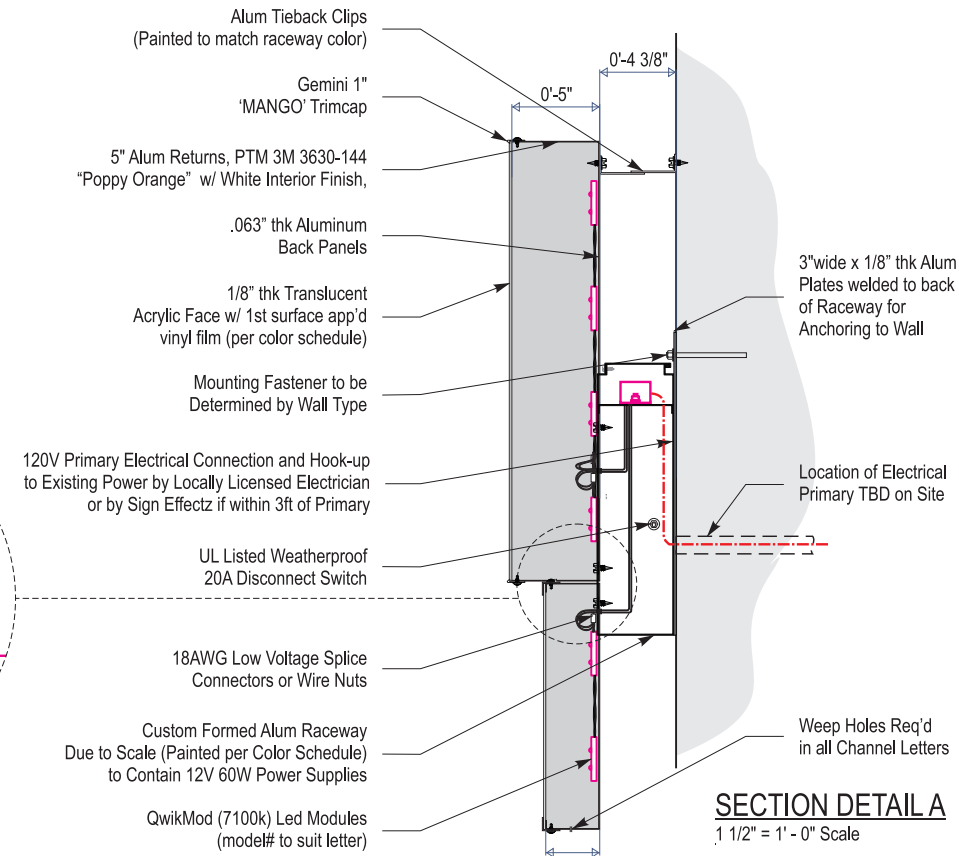 Alum Tieback Clips
(Painted to match raceway color)
Gemini 1"
‘MANGO’ Trimcap
5" Alum Returns, PTM 3M 3630-144
“Poppy Orange” w/ White Interior Finish,
.063” thk Aluminum
Back Panels
1/8” thk Translucent
Acrylic Face w/ 1st surface app'd
vinyl film (per color schedule)
Mounting Fastener to be
Determined by Wall Type
120V Primary Electrical Connection and Hook-up
to Existing Power by Locally Licensed Electrician
or by Sign Effectz if within 3ft of Primary
UL Listed Weatherproof
20A Disconnect Switch
18AWG Low Voltage Splice
Connectors or Wire Nuts
Custom Formed Alum Raceway
Due to Scale (Painted per Color Schedule)
to Contain 12V 60W Power Supplies
QwikMod (7100k) Led Modules
(model# to suit letter)
0'-5"
0'-4 3/8"
3"wide x 1/8” thk Alum
Plates welded to back
of Raceway for
Anchoring to Wall
Location of Electrical
Primary TBD on Site
Weep Holes Req'd
in all Channel Letters
SECTION DETAIL A
1 1/2" = 1' - 0" Scale